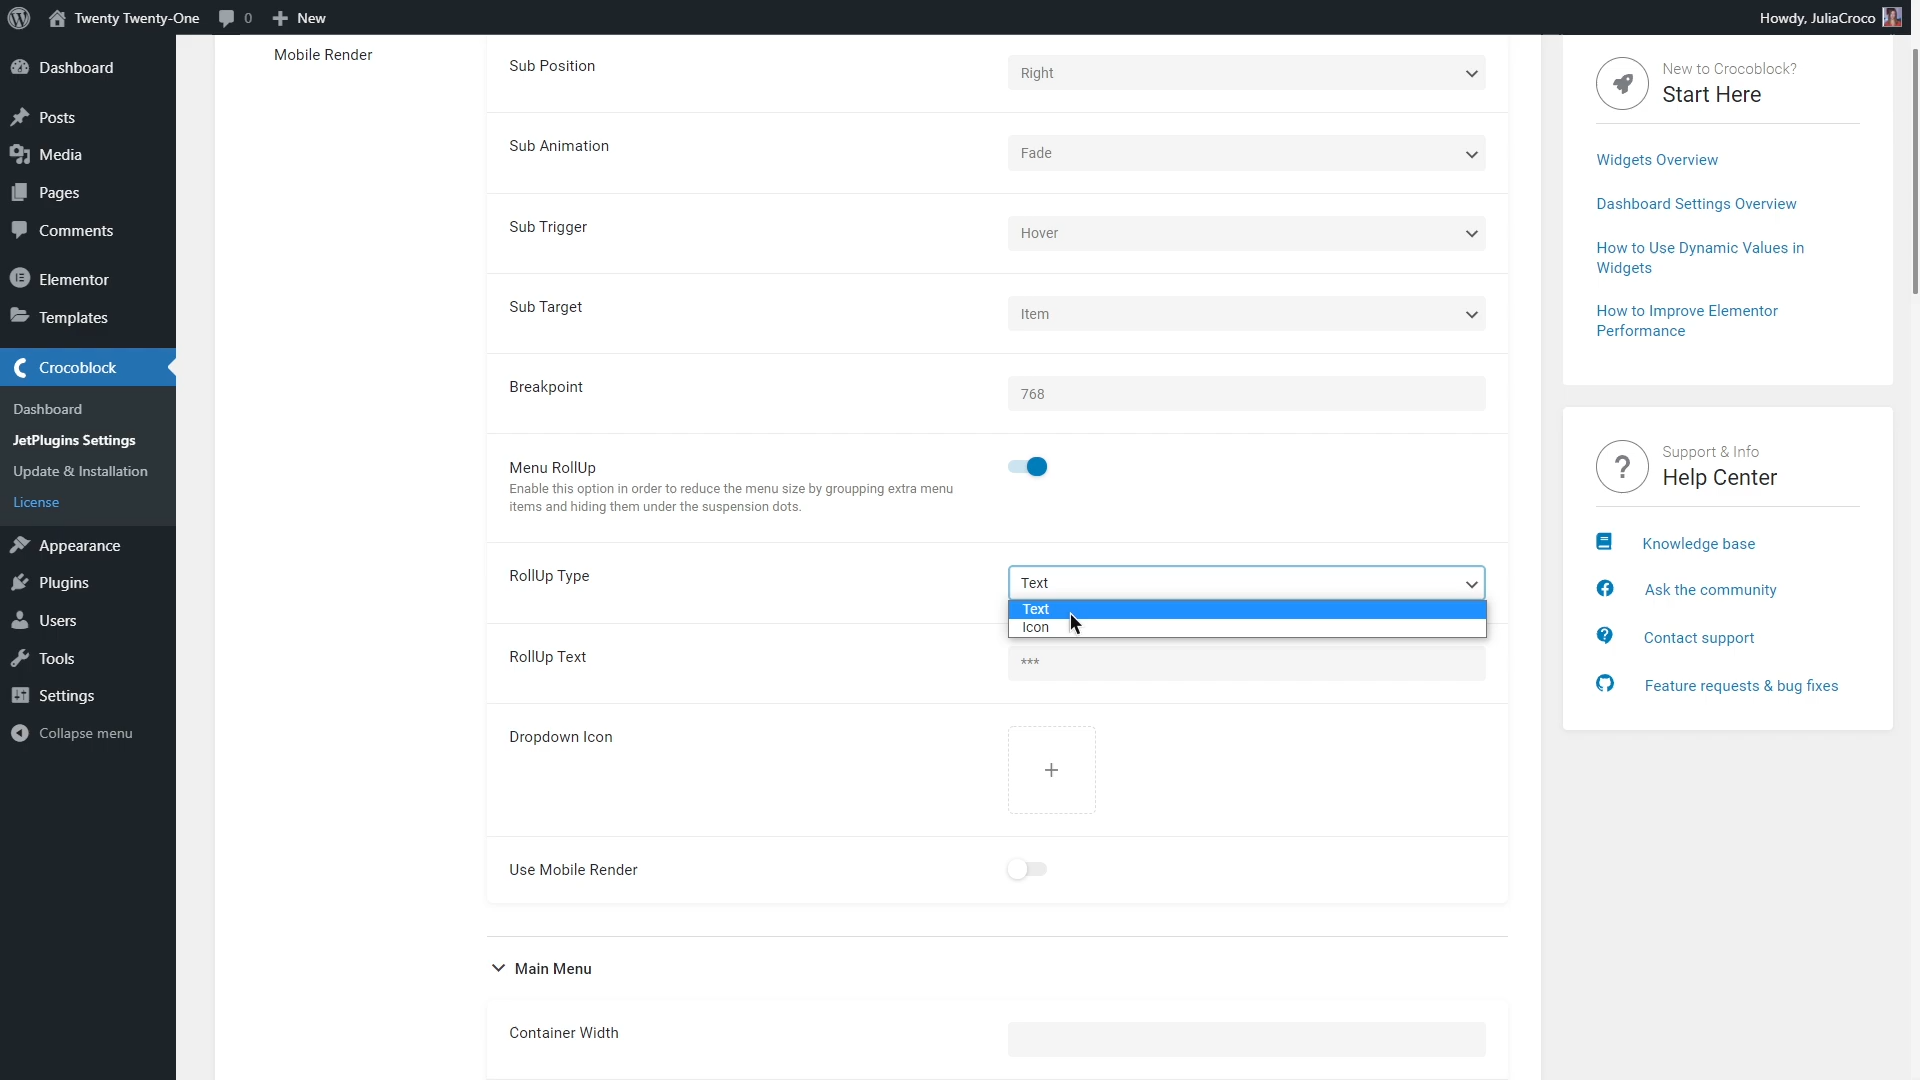 Twenty Twenty-One
0
New
Howdy, JuliaCroco
Dashboard
Posts
Media
Pages
Comments
Elementor
Templates
Crocoblock
Dashboard
JetPlugins Settings
Update & Installation
License
Appearance
Plugins
Users
Tools
Settings
Collapse menu
Mobile Render
Sub Position
Right
Sub Animation
Fade
Sub Trigger
Hover
Sub Target
Item
Breakpoint
768
Menu RollUp
Enable this option in order to reduce the menu size by groupping extra menu
items and hiding them under the suspension dots.
RollUp Type
Text
Text
Icon
RollUp Text
***
Dropdown Icon
+
Use Mobile Render
Main Menu
Container Width
New to Crocoblock?
Start Here
Widgets Overview
Dashboard Settings Overview
How to Use Dynamic Values in
Widgets
How to Improve Elementor
Performance
?
Support & Info
Help Center
Knowledge base
Ask the community
Contact support
Feature requests & bug fixes